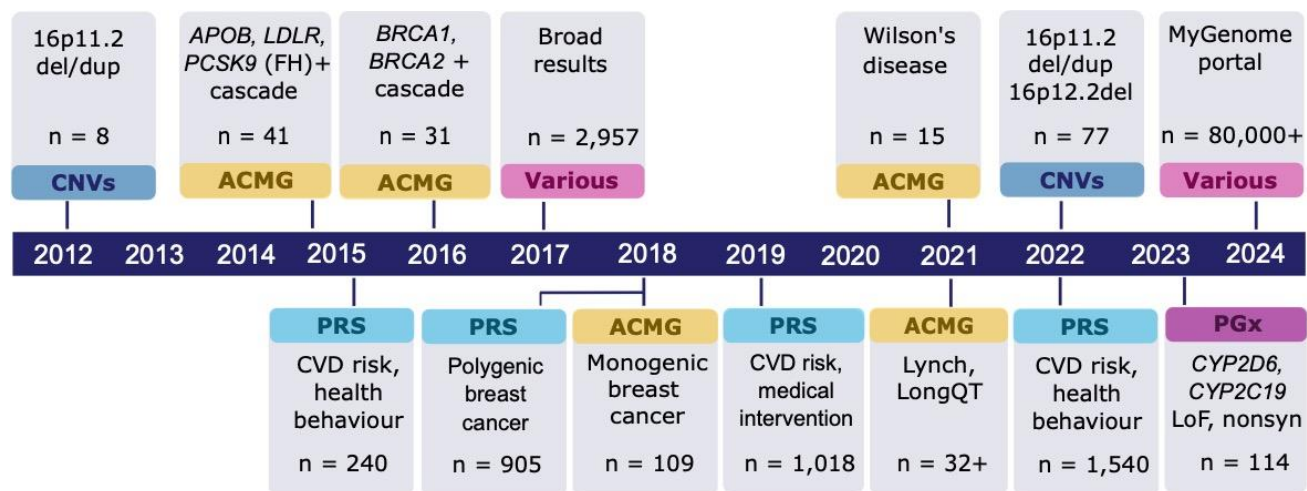 16p11.2
del/dup
n = 8
CNVs
APOB, LDLR,
PCSK9 (FH)+
cascade
n = 41
ACMG
BRCA1,
BRCA2 +
cascade
n = 31
ACMG
Broad
results
n = 2,957
Various
Wilson's
disease
n = 15
ACMG
16p11.2
del/dup
16p12.2del
n = 77
CNVs
MyGenome
portal
n = 80,000+
Various
2012 2013 2014 2015 2016 2017 2018 2019 2020 2021 2022 2023 2024
PRS
CVD risk,
health
behaviour
n = 240
PRS
Polygenic
breast
cancer
n = 905
ACMG
Monogenic
breast
cancer
n = 109
PRS
CVD risk,
medical
intervention
n = 1,018
ACMG
Lynch,
LongQT
n = 32+
PRS
CVD risk,
health
behaviour
n = 1,540
PGx
CYP2D6,
CYP2C19
LoF, nonsyn
n = 114